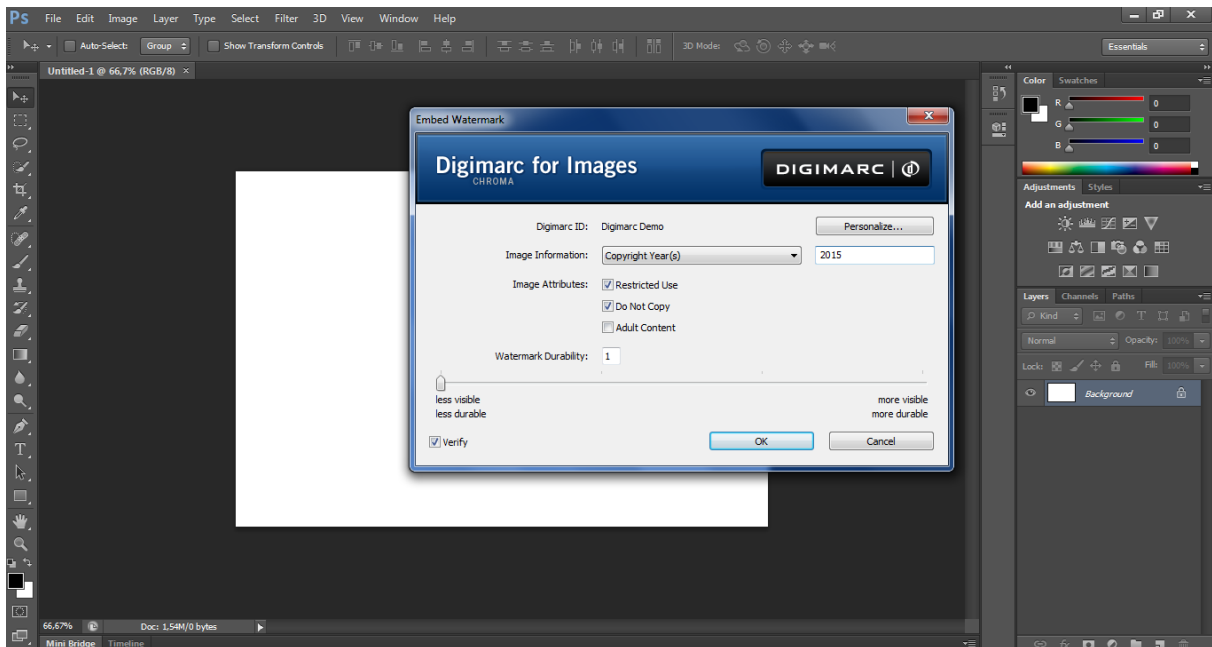 Ps File Edit Image Layer Type Select Filter 3D View Window Help
Auto-Select: Group Show Transform Controls 3D Mode: Essentials
Untitled-1 @ 66,7% (RGB/8) ×
Embed Watermark
Digimarc for Images
CHROMA
DIGIMARC
Digimarc ID: Digimarc Demo Personalize...
Image Information: Copyright Year(s) 2015
Image Attributes: Restricted Use
Do Not Copy
Adult Content
Watermark Durability: 1
less visible more visible
less durable more durable
Verify OK Cancel
Color Swatches
R 0
G 0
B 0
Adjustments Styles
Add an adjustment
Layers Channels Paths
Kind
Normal Opacity: 100%
Lock: Fill: 100%
Background
66,67% Doc: 1,54M/0 bytes
Mini Bridge Timeline